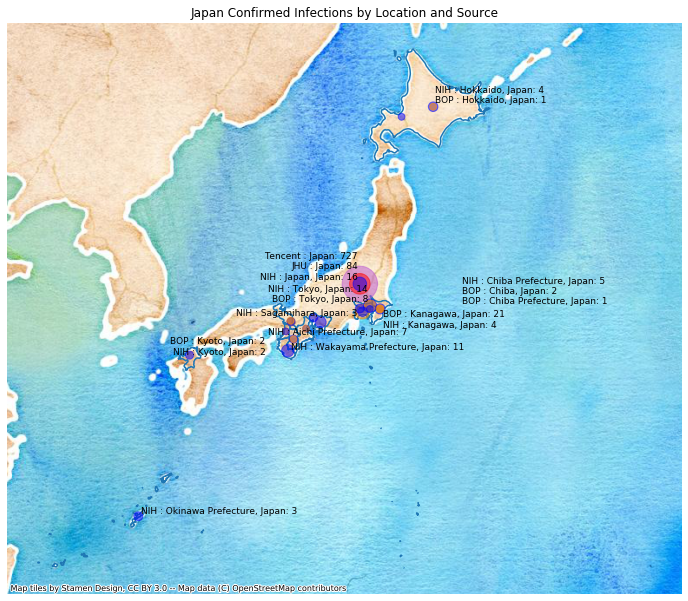 Japan Confirmed Infections by Location and Source
NIH : Hokkaido, Japan: 4
BOP : Hokkaido, Japan: 1
Tencent : Japan: 727
JHU : Japan: 84
NIH : Japan, Japan: 16
NIH : Tokyo, Japan: 14
BOP : Tokyo, Japan: 8
NIH : Chiba Prefecture, Japan: 5
BOP : Chiba, Japan: 2
BOP : Chiba Prefecture, Japan: 1
NIH : Sagamihara, Japan: 3
BOP : Kanagawa, Japan: 21
NIH : Kanagawa, Japan: 4
NIH : Aichi Prefecture, Japan: 7
BOP : Kyoto, Japan: 2
NIH : Kyoto, Japan: 2
NIH : Wakayama Prefecture, Japan: 11
NIH : Okinawa Prefecture, Japan: 3
Map tiles by Stamen Design, CC BY 3.0 -- Map data (C) OpenStreetMap contributors